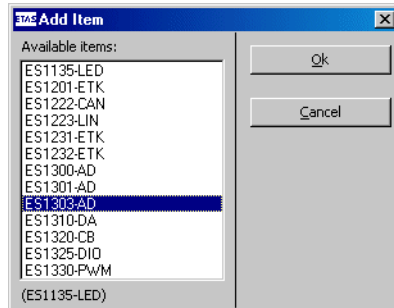 ETAS Add Item
Available items:
ES1135-LED
ES1201-ETK
ES1222-CAN
ES1223-LIN
ES1231-ETK
ES1232-ETK
ES1300-AD
ES1301-AD
ES1303-AD
ES1310-DA
ES1320-CB
ES1325-DIO
ES1330-PWM
(ES1135-LED)
Ok
Cancel